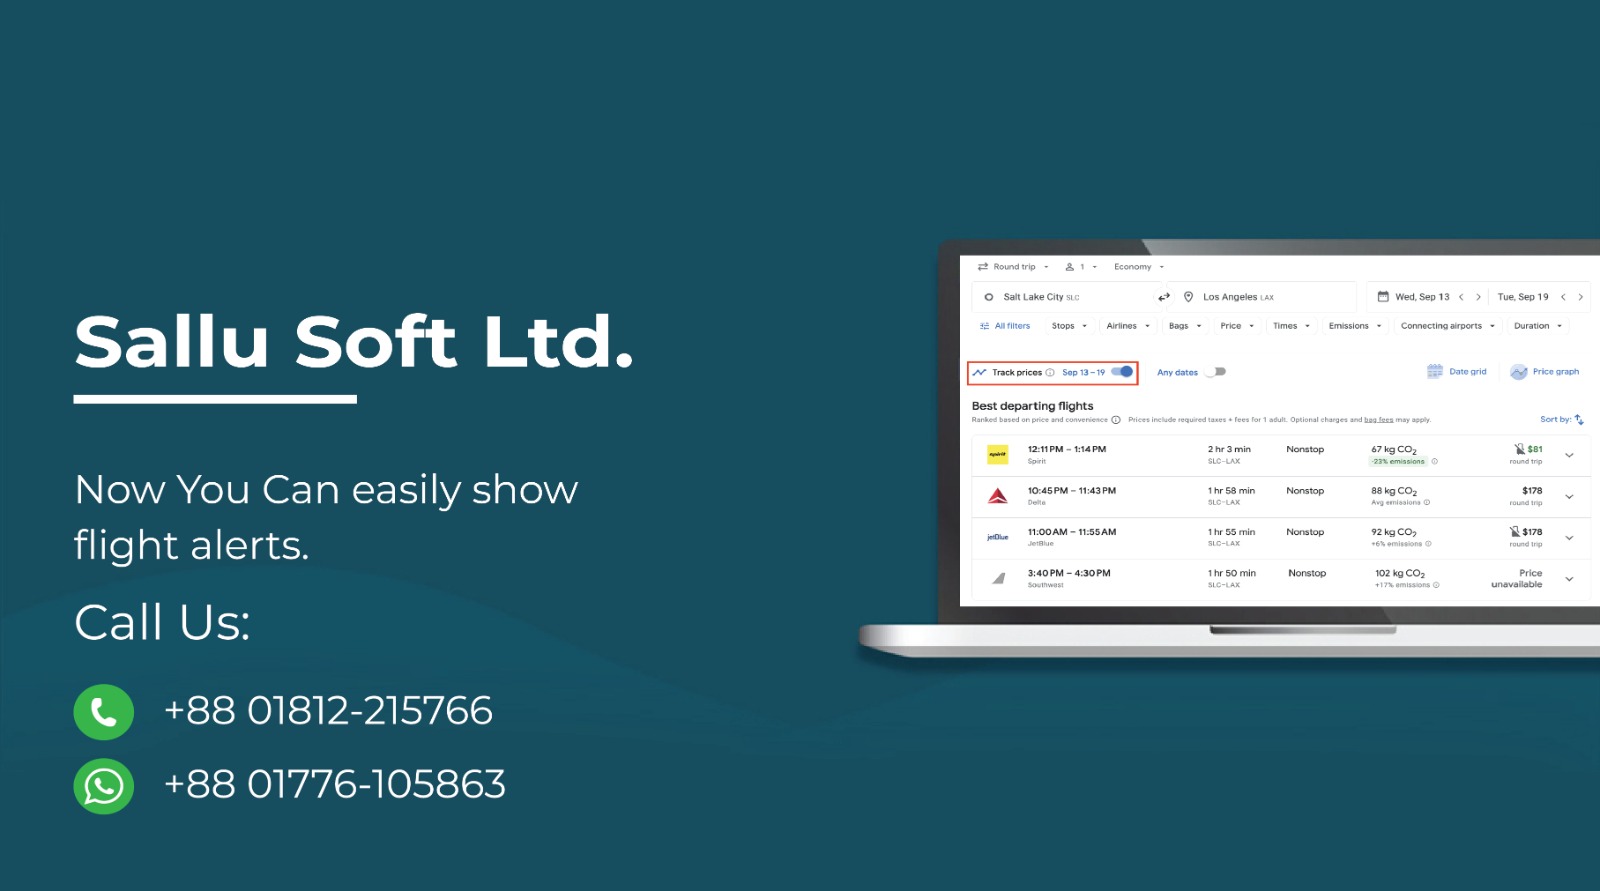 Sallu Soft Ltd.
Now You Can easily show
flight alerts.
Call Us:
+88 01812-215766
+88 01776-105863
Round trip 1 Economy
Salt Lake City SLC Los Angeles LAX Wed, Sep 13 Tue, Sep 19
All filters Stops Airlines Bags Price Times Emissions Connecting airports Duration
Track prices Sep 13 – 19 Any dates Date grid Price graph
Best departing flights
Ranked based on price and convenience Prices include required taxes + fees for 1 adult. Optional charges and bag fees may apply. Sort by:
spirit 12:11 PM – 1:14 PM 2 hr 3 min Nonstop 67 kg CO2 $81
Spirit SLC–LAX -23% emissions round trip
10:45 PM – 11:43 PM 1 hr 58 min Nonstop 88 kg CO2 $178
Delta SLC–LAX Avg emissions round trip
jetBlue 11:00 AM – 11:55 AM 1 hr 55 min Nonstop 92 kg CO2 $178
JetBlue SLC–LAX +6% emissions round trip
3:40 PM – 4:30 PM 1 hr 50 min Nonstop 102 kg CO2 Price
Southwest SLC–LAX +17% emissions unavailable